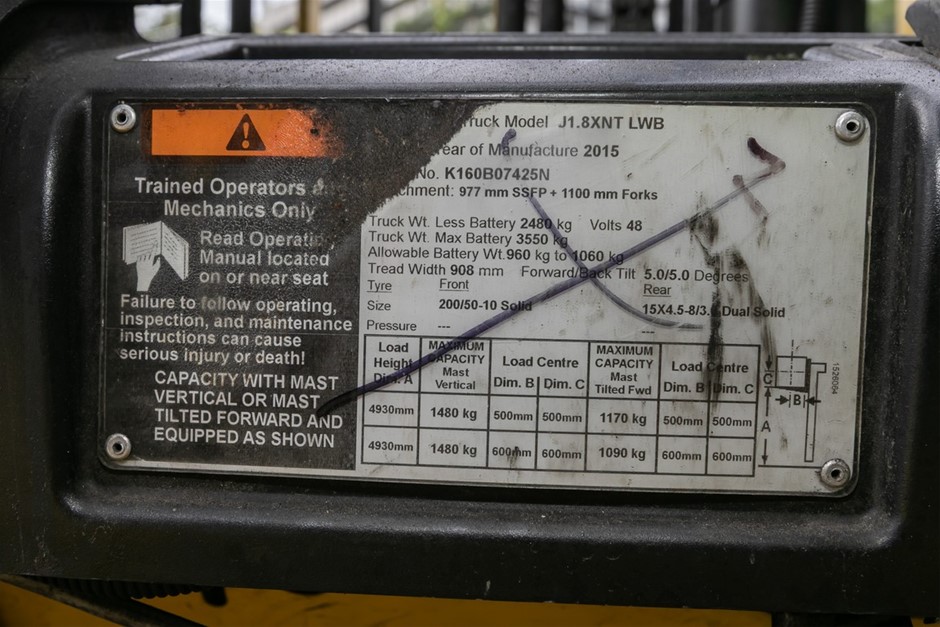 Trained Operators
Mechanics Only
Read Operating
Manual located
on or near seat
Failure to follow operating,
inspection, and maintenance
instructions can cause
serious injury or death!
CAPACITY WITH MAST
VERTICAL OR MAST
TILTED FORWARD AND
EQUIPPED AS SHOWN
Truck Model J1.8XNT LWB
Year of Manufacture 2015
No. K160B07425N
chment: 977 mm SSFP + 1100 mm Forks
Truck Wt. Less Battery 2480 kg Volts 48
Truck Wt. Max Battery 3550 kg
Allowable Battery Wt. 960 kg to 1060 kg
Tread Width 908 mm Forward/Back Tilt 5.0/5.0 Degrees
Tyre Front Rear
Size 200/50-10 Solid 15X4.5-8/3.0 Dual Solid
Pressure --- ---
Load Height Dim. A MAXIMUM CAPACITY Mast Vertical Load Centre Dim. B Dim. C MAXIMUM CAPACITY Mast Tilted Fwd Load Centre Dim. B Dim. C
4930mm 1480 kg 500mm 500mm 1170 kg 500mm 500mm
4930mm 1480 kg 600mm 600mm 1090 kg 600mm 600mm
C
B
A
1526064